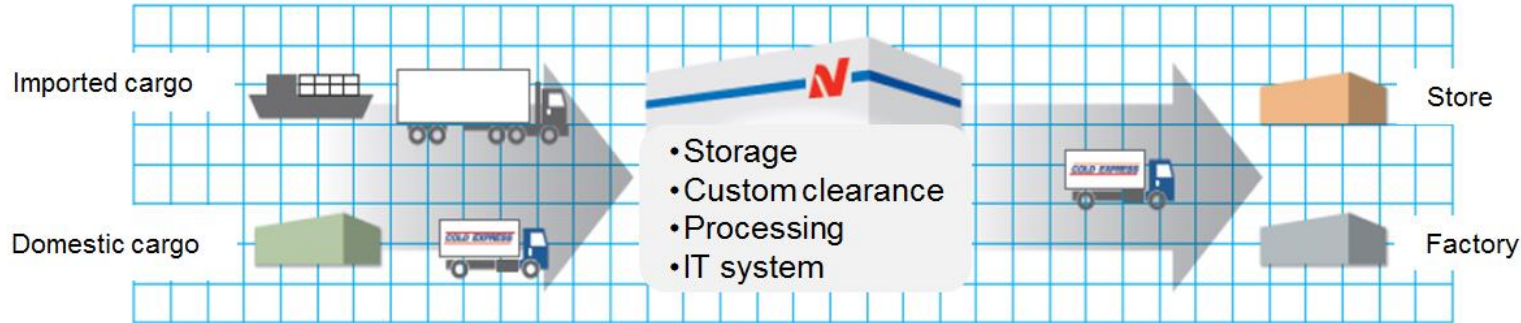 Imported cargo
Domestic cargo
COLD EXPRESS
N
•Storage
•Custom clearance
•Processing
•IT system
COLD EXPRESS
Store
Factory